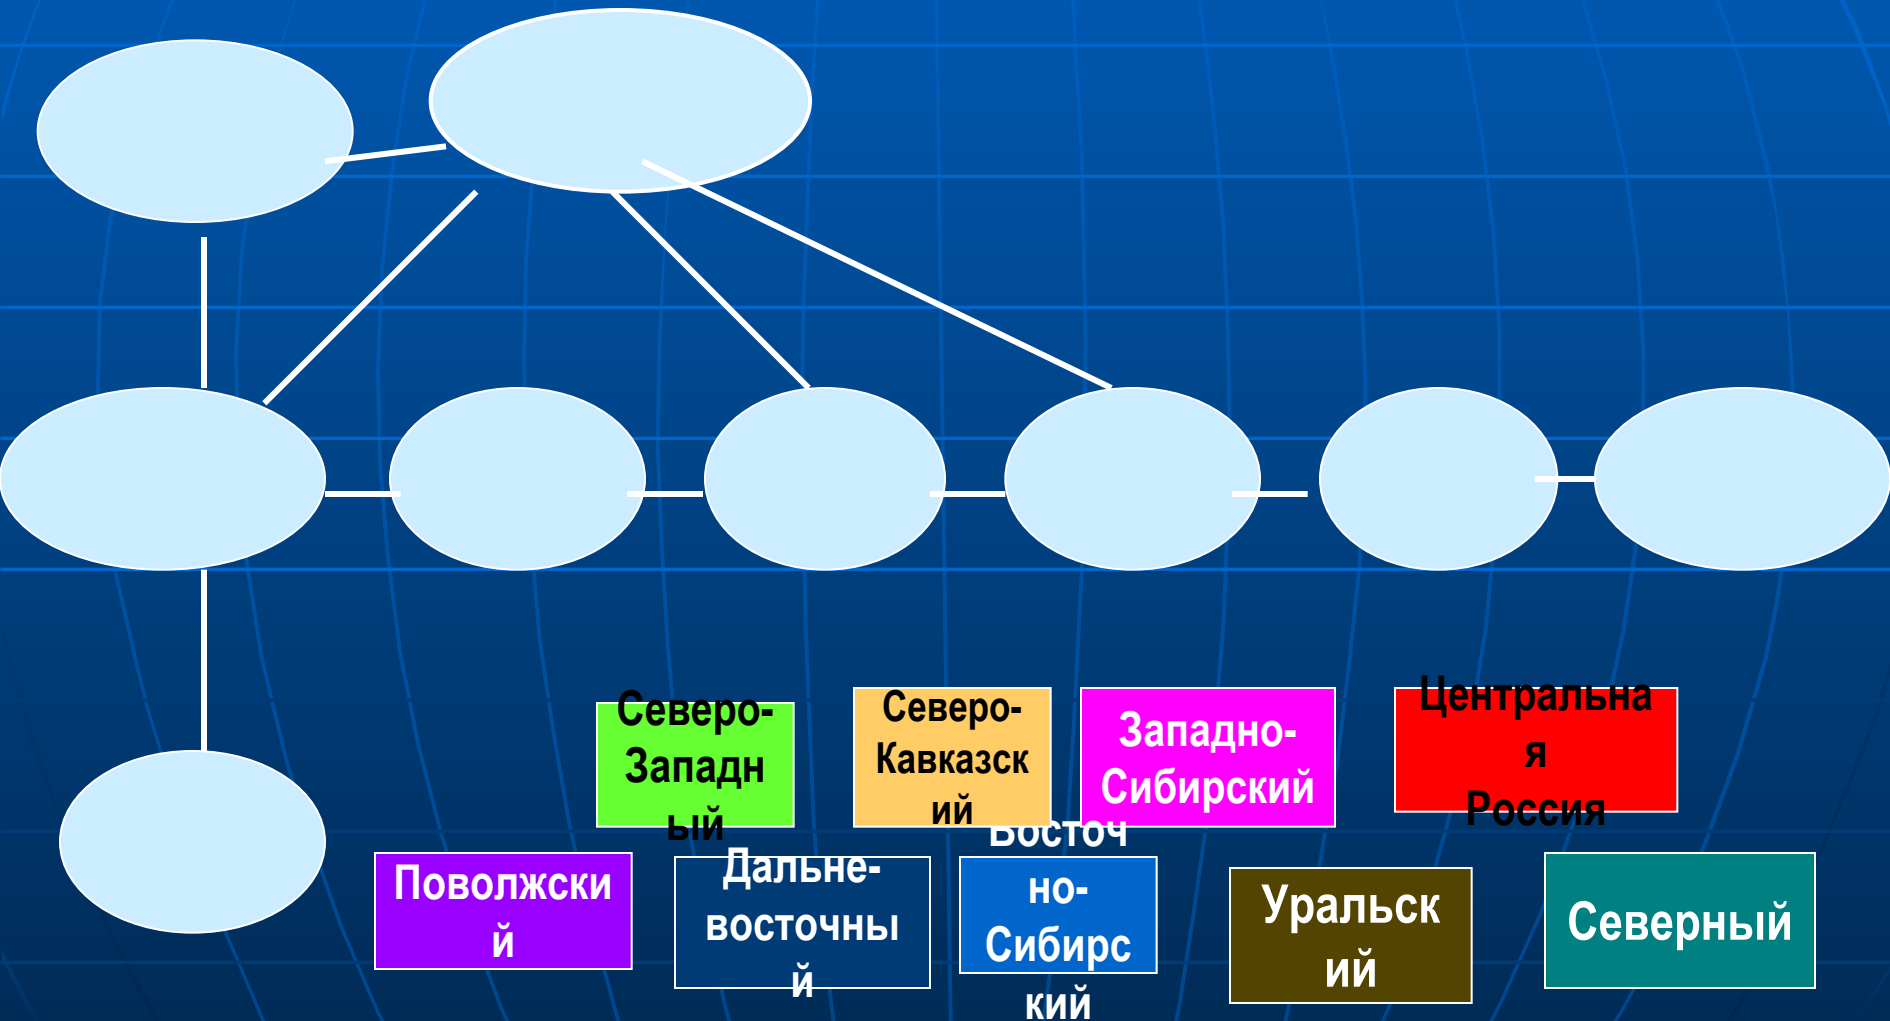 Северо-
Западн
ый
Северо-
Кавказск
ий
Западно-
Сибирский
Центральна
я
Россия
Поволжски
й
Дальне-
восточны
й
Восточ
но-
Сибирс
кий
Уральск
ий
Северный